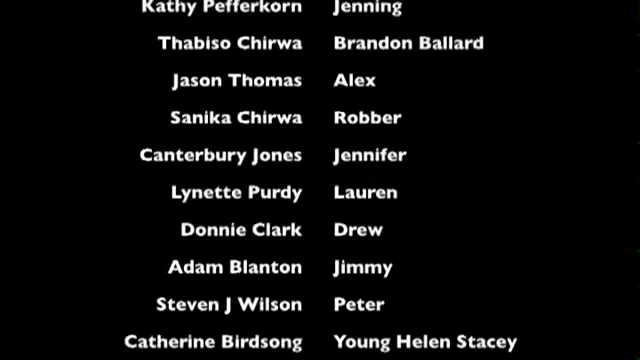 Kathy Pefferkorn Jenning
Thabiso Chirwa Brandon Ballard
Jason Thomas Alex
Sanika Chirwa Robber
Canterbury Jones Jennifer
Lynette Purdy Lauren
Donnie Clark Drew
Adam Blanton Jimmy
Steven J Wilson Peter
Catherine Birdsong Young Helen Stacey